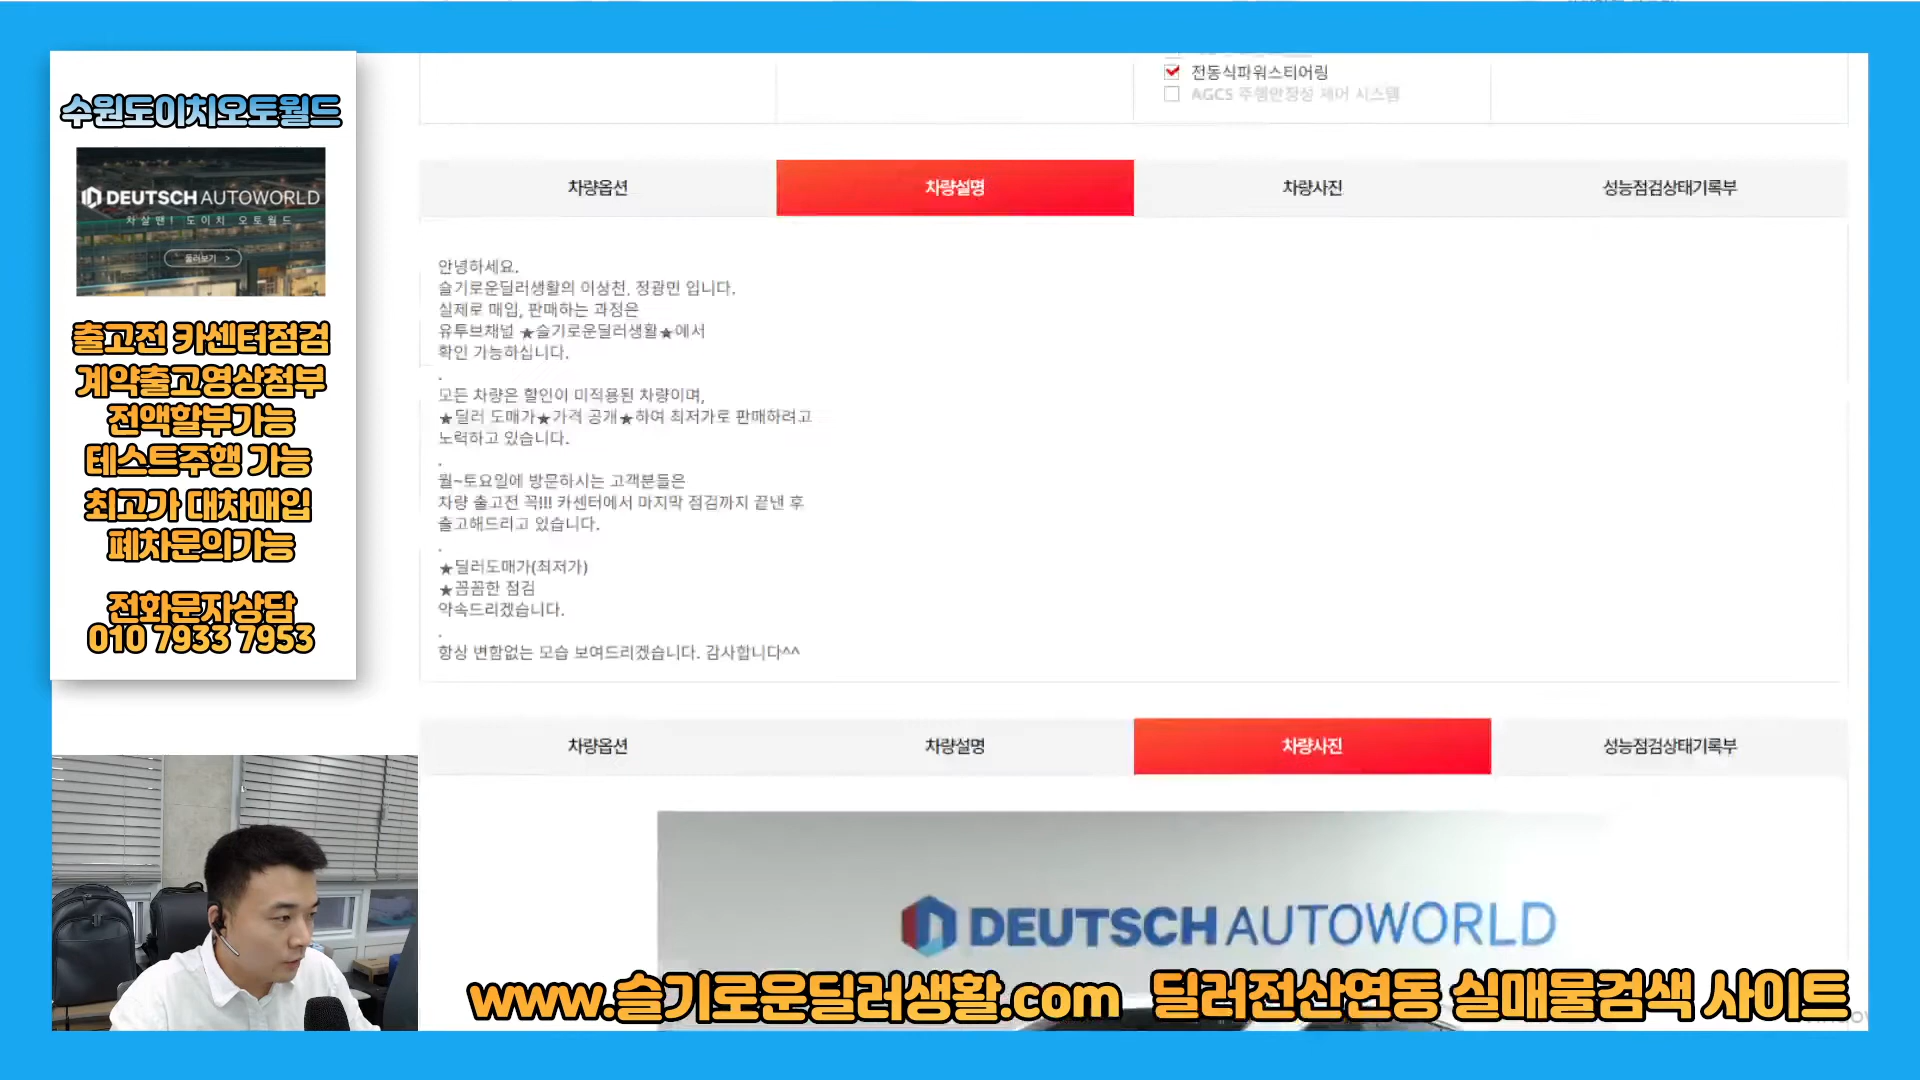 수원도이치오토월드
DEUTSCH AUTOWORLD
차살땐! 도이치 오토월드
둘러보기 >
출고전 카센터점검
계약출고영상첨부
전액할부가능
테스트주행 가능
최고가 대차매입
폐차문의가능
전화문자상담
010 7933 7953
전동식파워스티어링
AGCS 주행안정성 제어 시스템
차량옵션 차량설명 차량사진 성능점검상태기록부
안녕하세요.
슬기로운딜러생활의 이상천, 정광민 입니다.
실제로 매입, 판매하는 과정은
유투브채널 ★슬기로운딜러생활★에서
확인 가능하십니다.
.
모든 차량은 할인이 미적용된 차량이며,
★딜러 도매가★가격 공개★하여 최저가로 판매하려고
노력하고 있습니다.
.
월~토요일에 방문하시는 고객분들은
차량 출고전 꼭!!! 카센터에서 마지막 점검까지 끝낸 후
출고해드리고 있습니다.
.
★딜러도매가(최저가)
★꼼꼼한 점검
약속드리겠습니다.
.
항상 변함없는 모습 보여드리겠습니다. 감사합니다^^
차량옵션 차량설명 차량사진 성능점검상태기록부
DEUTSCH AUTOWORLD
www.슬기로운딜러생활.com 딜러전산연동 실매물검색 사이트